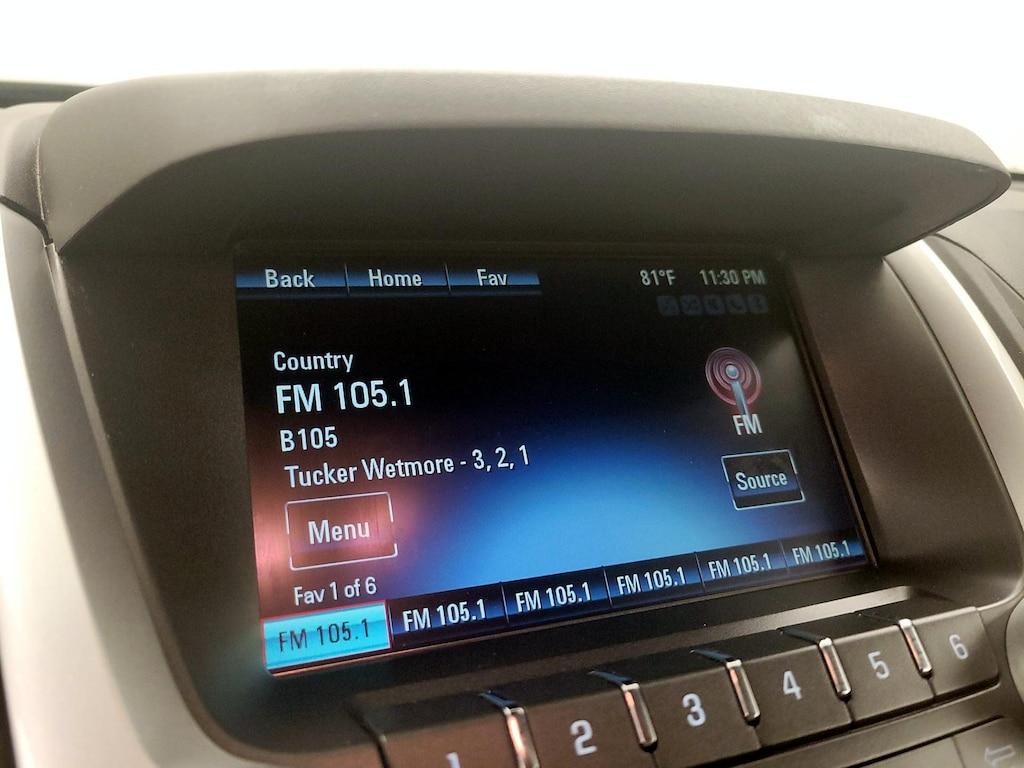 Back Home Fav 81°F 11:30 PM
Country
FM 105.1
B105
Tucker Wetmore - 3, 2, 1
FM
Source
Menu
Fav 1 of 6
FM 105.1 FM 105.1 FM 105.1 FM 105.1 FM 105.1 FM 105.1
1 2 3 4 5 6